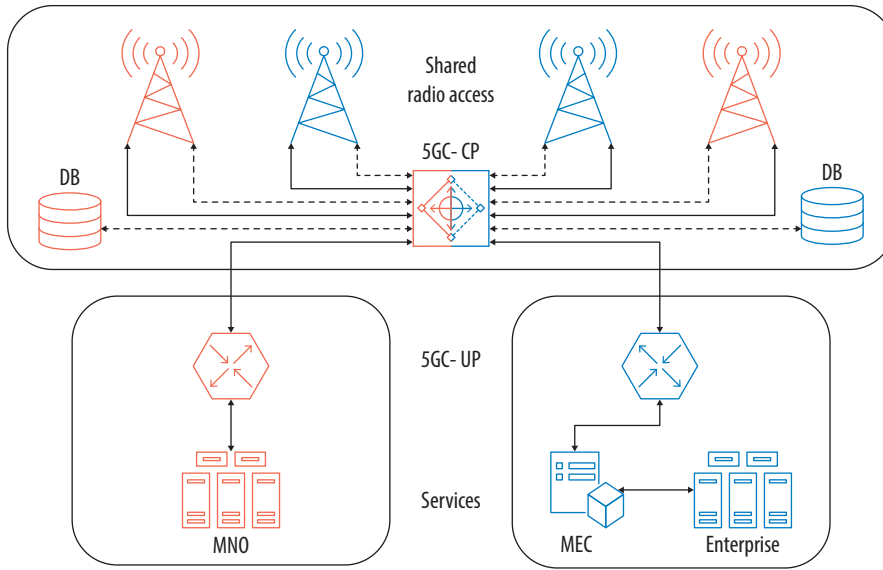 Shared
radio access
5GC- CP
DB
DB
5GC- UP
Services
MNO
MEC
Enterprise